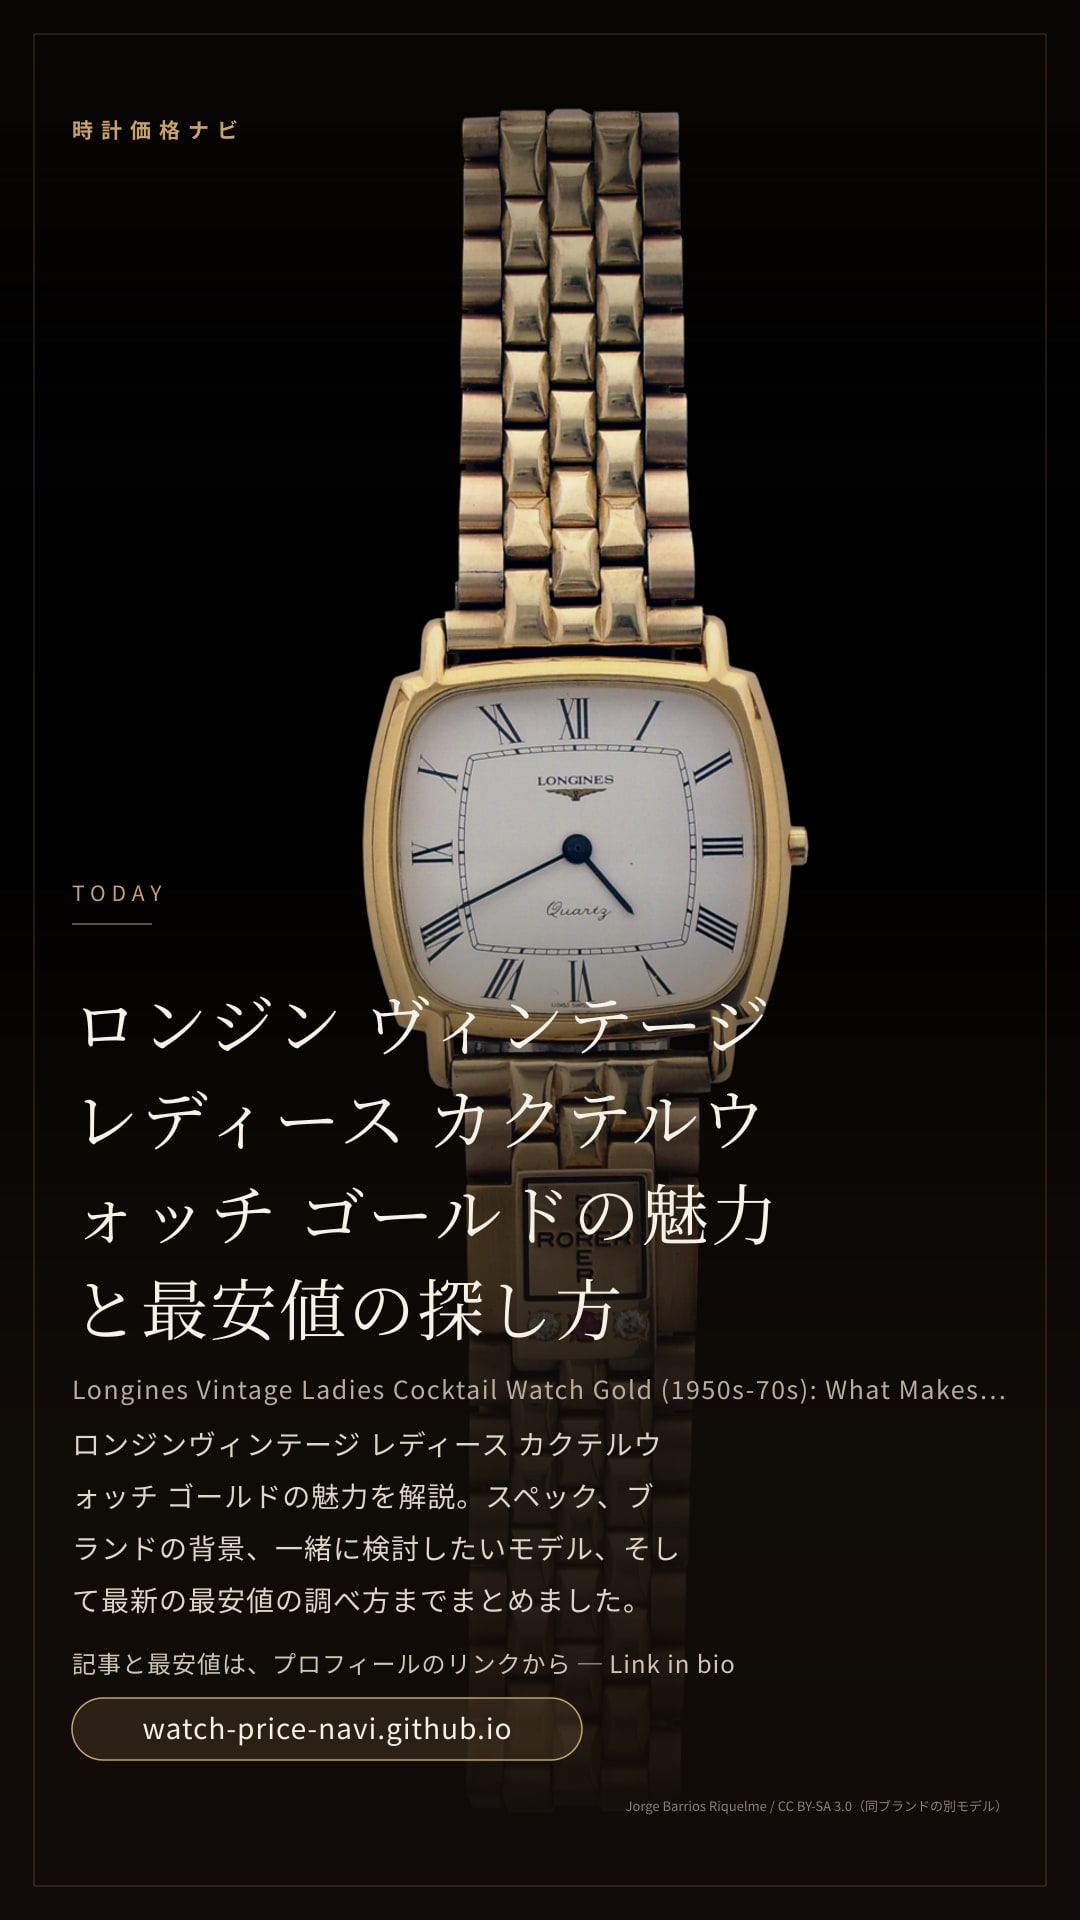 時計価格ナビ
XII
LONGINES
Quartz
TODAY
ロンジン ヴィンテージ
レディース カクテルウ
ォッチ ゴールドの魅力
と最安値の探し方
RORER
Longines Vintage Ladies Cocktail Watch Gold (1950s-70s): What Makes…
ロンジンヴィンテージ レディース カクテルウ
ォッチ ゴールドの魅力を解説。スペック、ブ
ランドの背景、一緒に検討したいモデル、そし
て最新の最安値の調べ方までまとめました。
記事と最安値は、プロフィールのリンクから — Link in bio
watch-price-navi.github.io
Jorge Barrios Riquelme / CC BY-SA 3.0（同ブランドの別モデル）